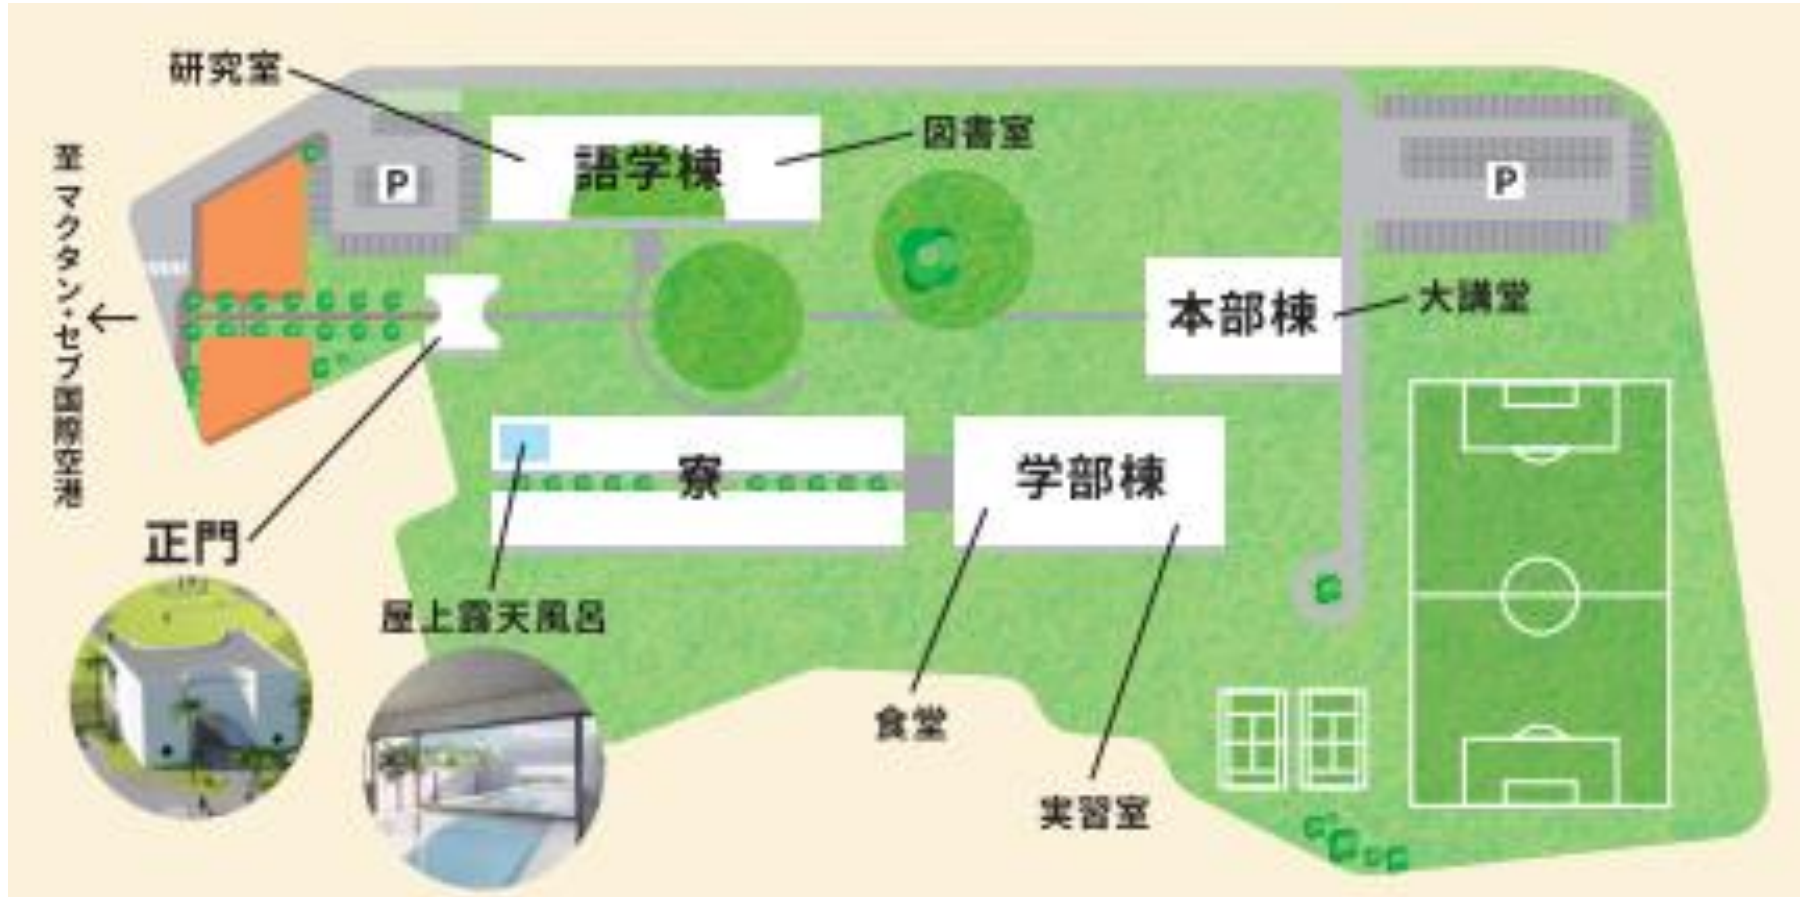 研究室
図書室
語学棟
P
P
至 マクタン・セブ国際空港
本部棟
大講堂
寮
学部棟
正門
屋上露天風呂
食堂
実習室